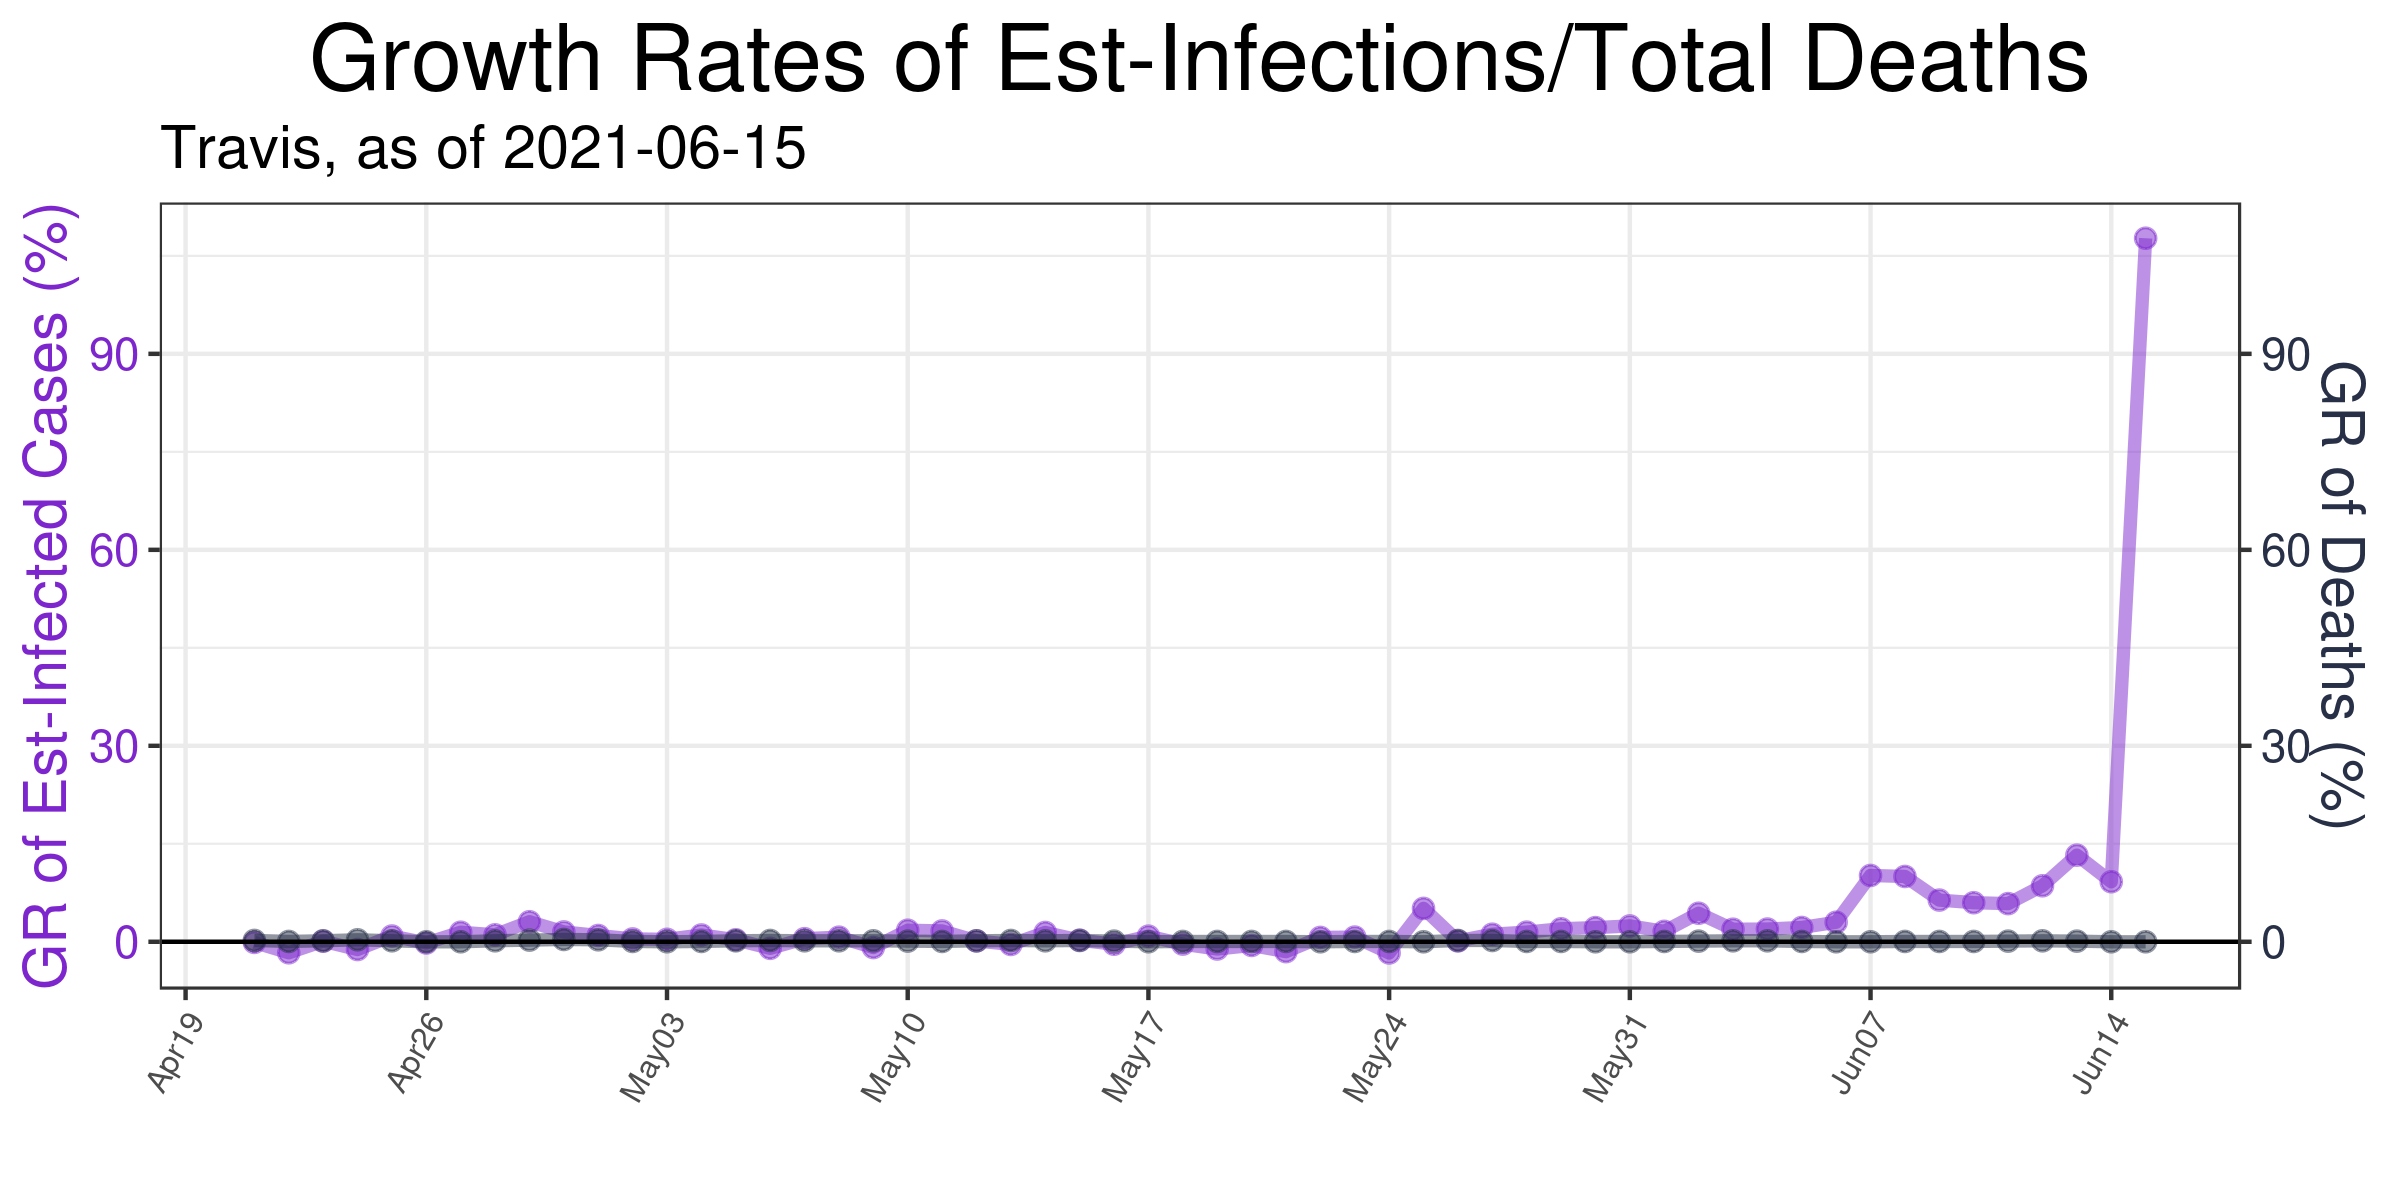 Growth Rates of Est-Infections/Total Deaths
Travis, as of 2021-06-15
GR of Est-Infected Cases (%)
90
60
30
0
90
60
30
0
GR of Deaths (%)
Apr19
Apr26
May03
May10
May17
May24
May31
Jun07
Jun14